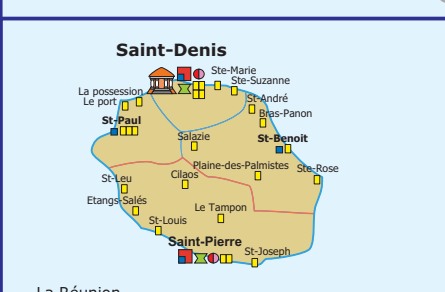 Saint-Denis
Ste-Marie
Ste-Suzanne
La possession
Le port
St-André
Bras-Panon
St-Paul
Salazie
St-Benoit
Plaine-des-Palmistes
Ste-Rose
St-Leu
Cilaos
Etangs-Salés
Le Tampon
St-Louis
Saint-Pierre
St-Joseph
La Réunion